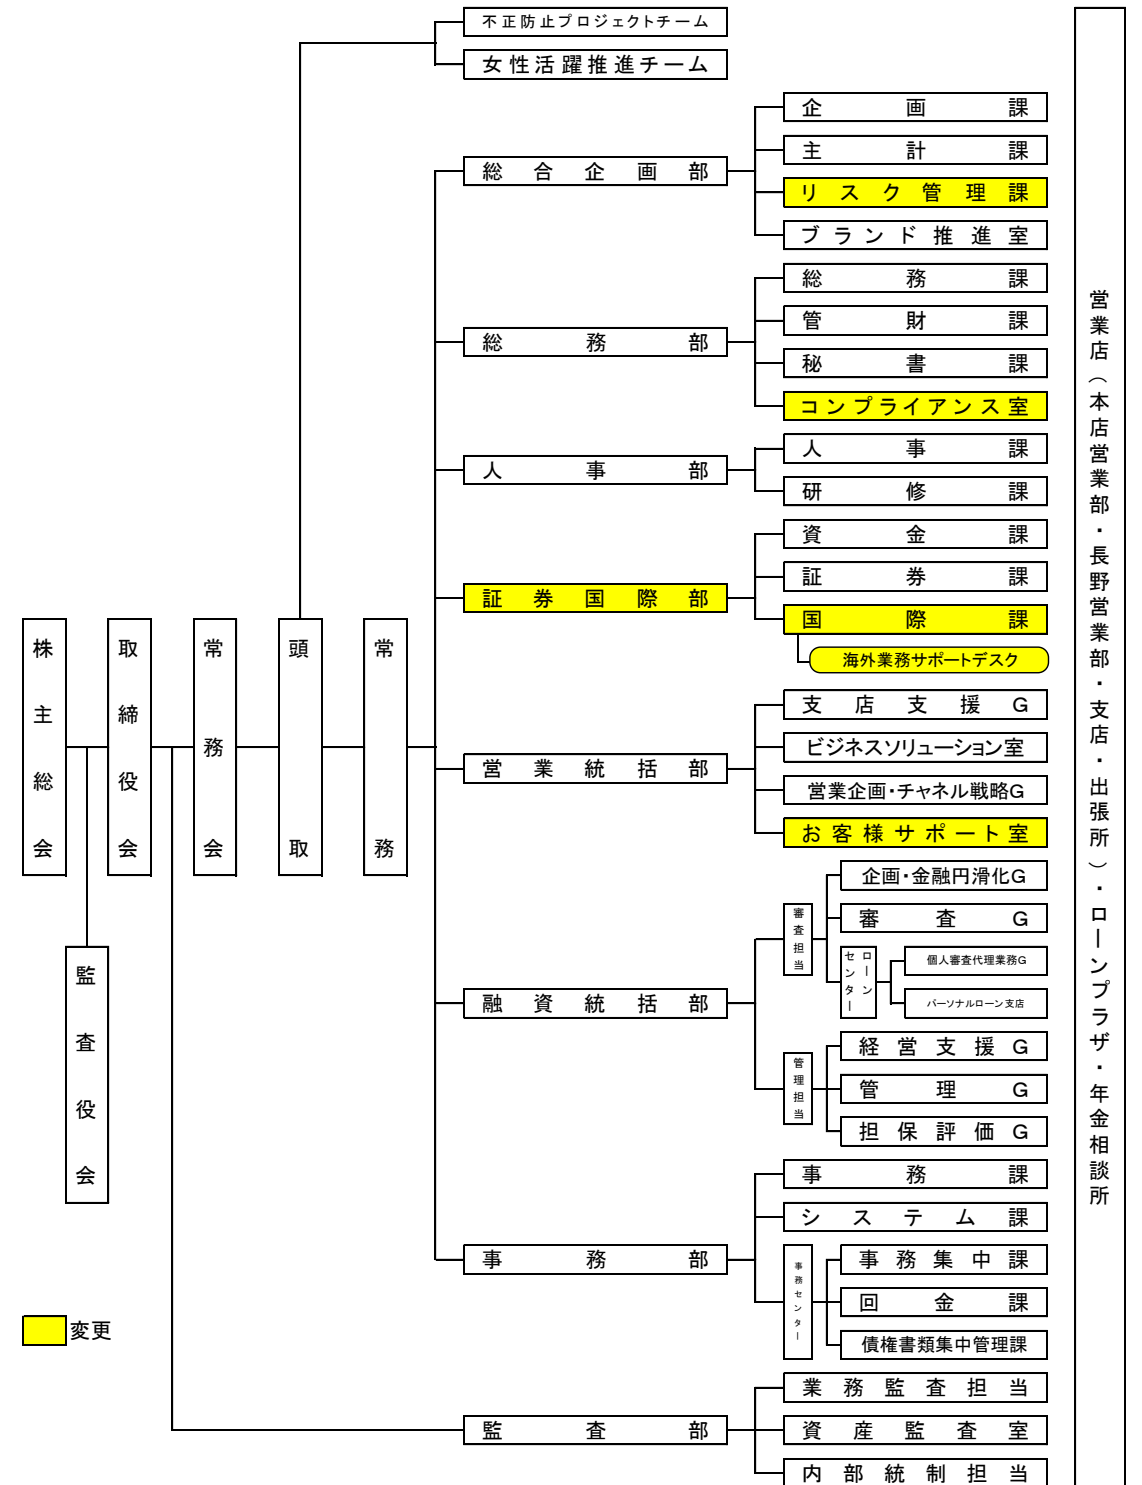 不正防止プロジェクトチーム
女性活躍推進チーム
総合企画部
企画課
主計課
リスク管理課
ブランド推進室
総務部
総務課
管財課
秘書課
コンプライアンス室
人事部
人事課
研修課
証券国際部
資金課
証券課
国際課
海外業務サポートデスク
株主総会
取締役会
常務会
頭取
常務
監査役会
営業統括部
支店支援G
ビジネスソリューション室
営業企画・チャネル戦略G
お客様サポート室
融資統括部
審査担当
企画・金融円滑化G
審査G
ローン
センター
個人審査代理業務G
パーソナルローン支店
管理担当
経営支援G
管理G
担保評価G
事務部
事務課
システム課
事務センター
事務集中課
回金課
債権書類集中管理課
監査部
業務監査担当
資産監査室
内部統制担当
営業店（本店営業部・長野営業部・支店・出張所）・ローンプラザ・年金相談所
変更